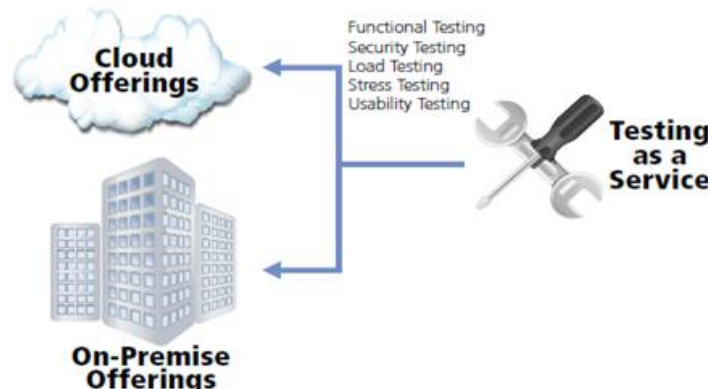 Cloud
Offerings
Functional Testing
Security Testing
Load Testing
Stress Testing
Usability Testing
Testing
as a
Service
On-Premise
Offerings